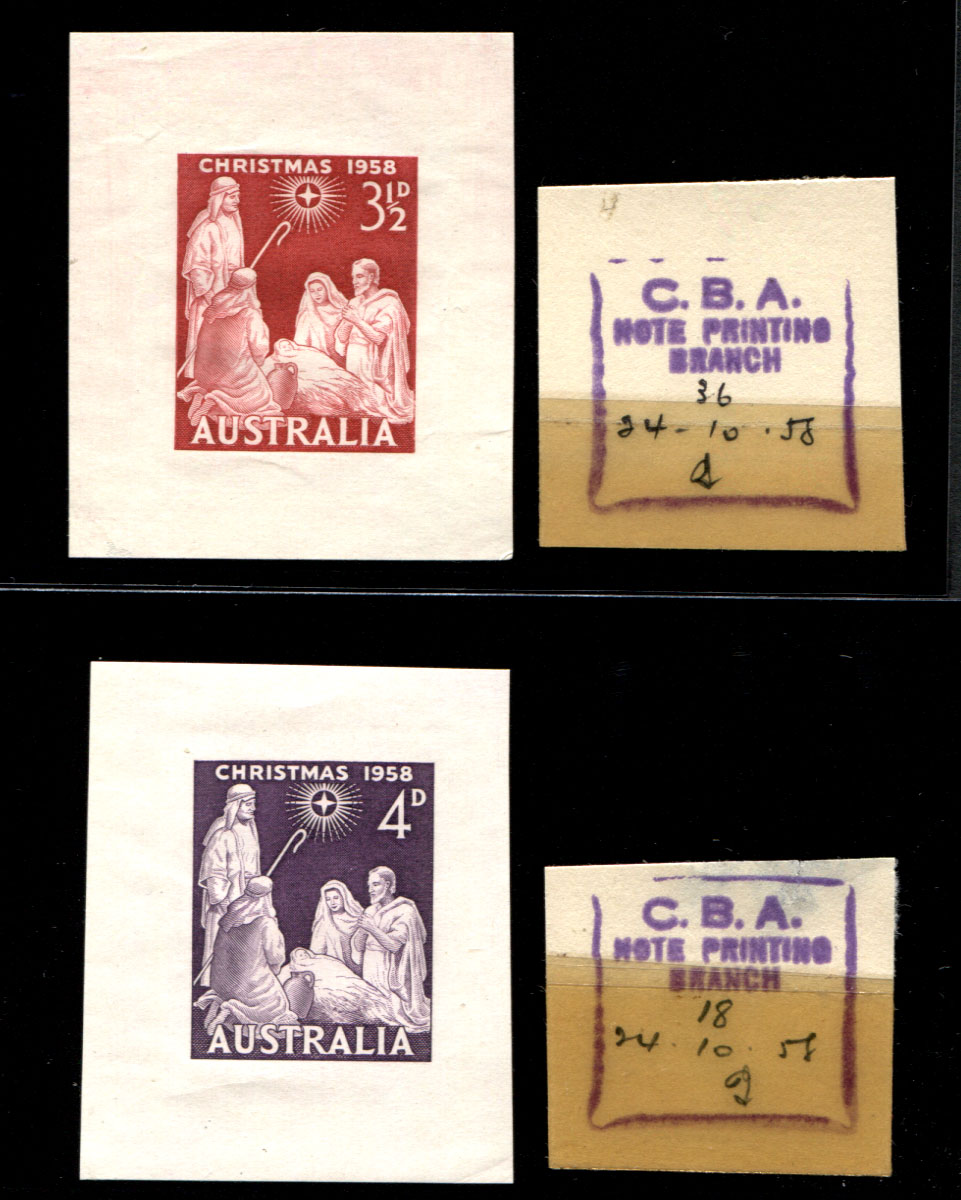 CHRISTMAS 1958
3½D
AUSTRALIA
C. B. A.
NOTE PRINTING
BRANCH
36
24 - 10 . 58
CHRISTMAS 1958
4D
AUSTRALIA
C. B. A.
NOTE PRINTING
BRANCH
18
24 . 10 . 58